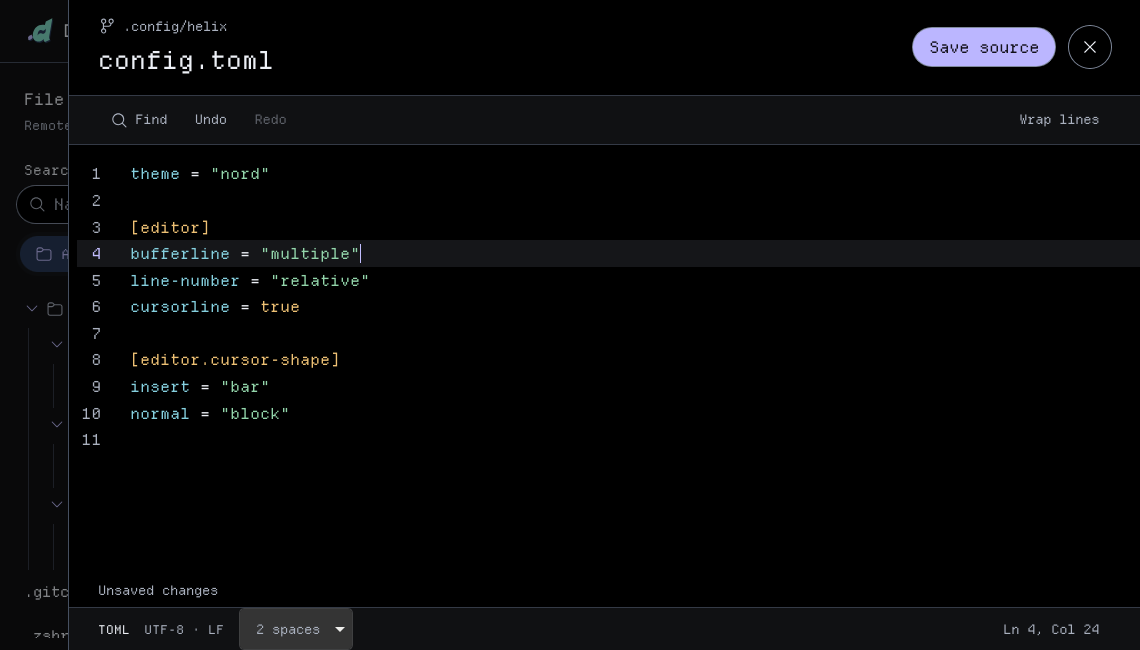 .config/helix
config.toml
Save source
Find Undo Redo Wrap lines
File
Remote
1 theme = "nord"
2
3 [editor]
4 bufferline = "multiple"
5 line-number = "relative"
6 cursorline = true
7
8 [editor.cursor-shape]
9 insert = "bar"
10 normal = "block"
11
Unsaved changes
TOML UTF-8 · LF 2 spaces Ln 4, Col 24